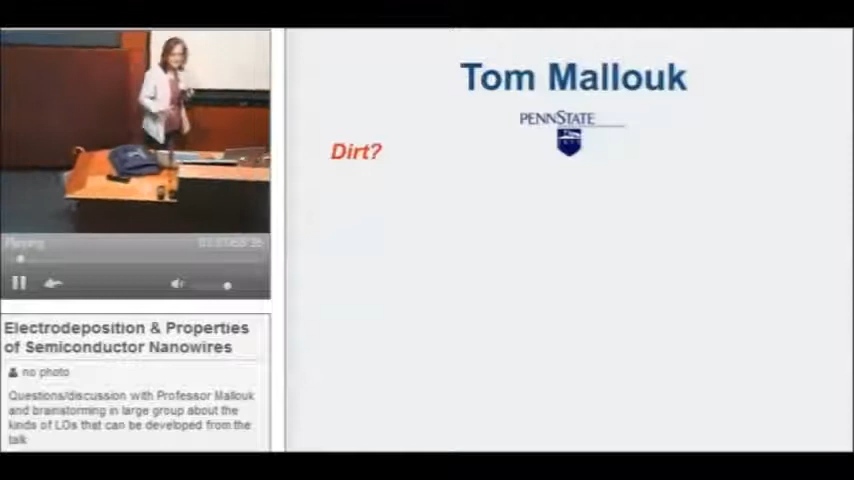 Tom Mallouk
PENNSTATE
Dirt?
Playing
Electrodeposition & Properties
of Semiconductor Nanowires
no photo
Questions/discussion with Professor Mallouk
and brainstorming in large group about the
kinds of LOs that can be developed from the
talk